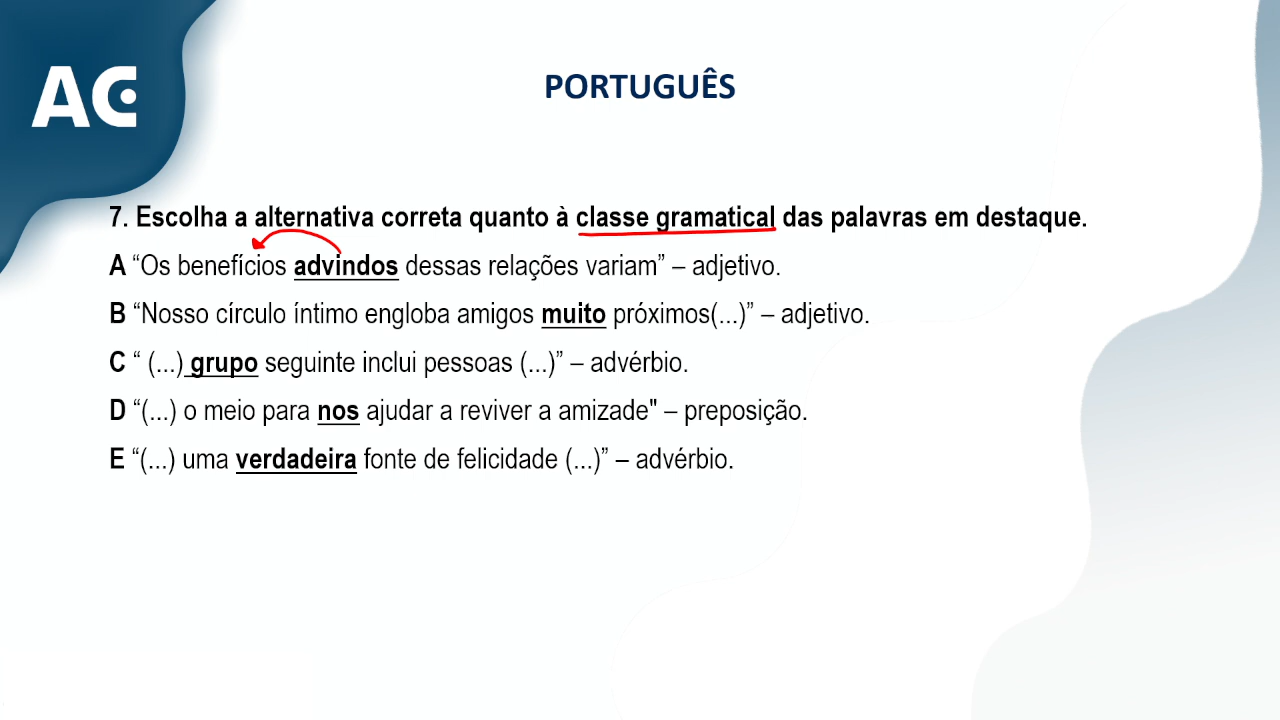 AC
PORTUGUÊS
7. Escolha a alternativa correta quanto à classe gramatical das palavras em destaque.
A “Os benefícios advindos dessas relações variam” – adjetivo.
B “Nosso círculo íntimo engloba amigos muito próximos(...)” – adjetivo.
C “ (...) grupo seguinte inclui pessoas (...)” – advérbio.
D “(...) o meio para nos ajudar a reviver a amizade" – preposição.
E “(...) uma verdadeira fonte de felicidade (...)” – advérbio.